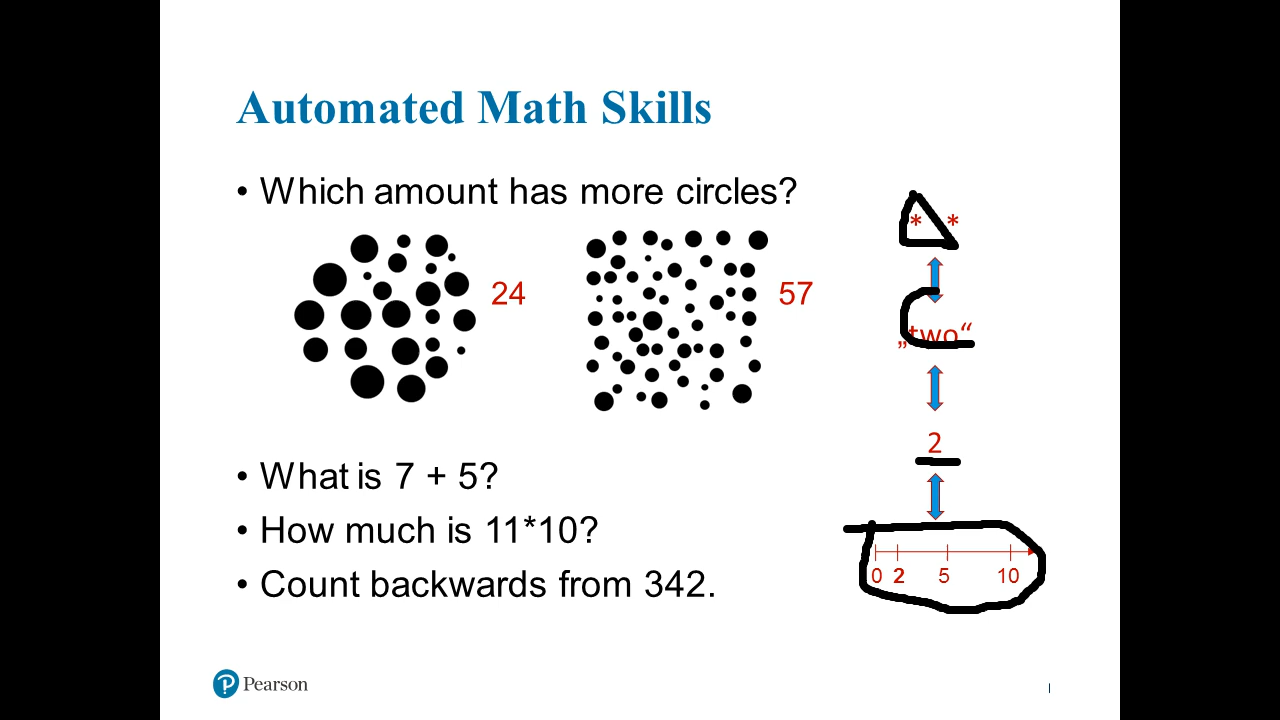 Automated Math Skills
• Which amount has more circles?
24
57
* *
„two“
2
0 2 5 10
• What is 7 + 5?
• How much is 11*10?
• Count backwards from 342.
Pearson